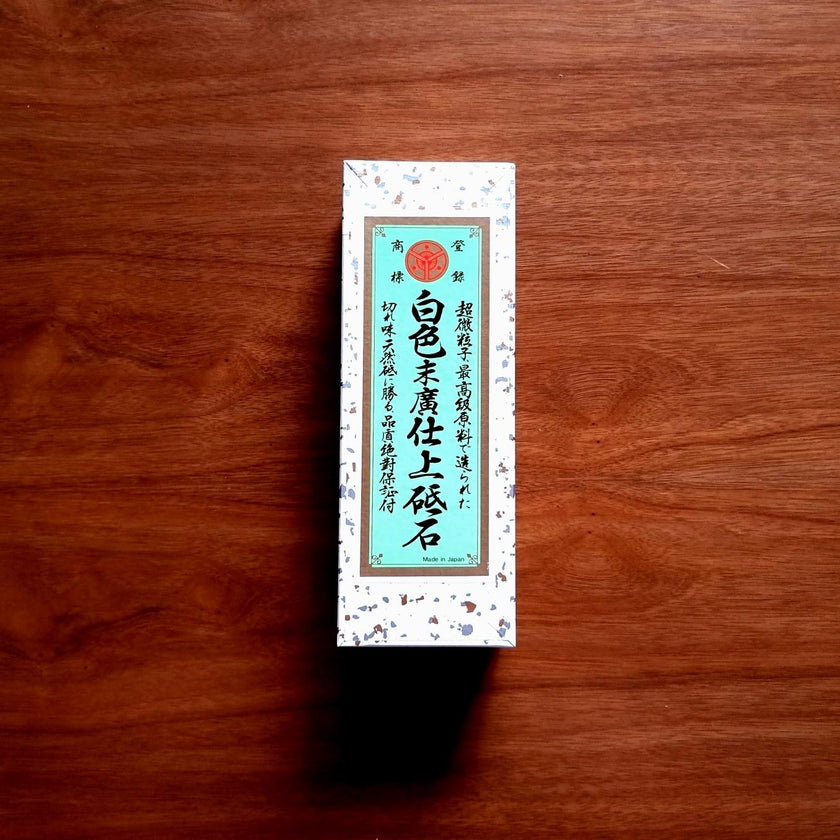 登録
商標
超微粒子最高級原料で造られた
白色末廣仕上砥石
切れ味天然砥に勝る品質絶対保証付
Made in Japan